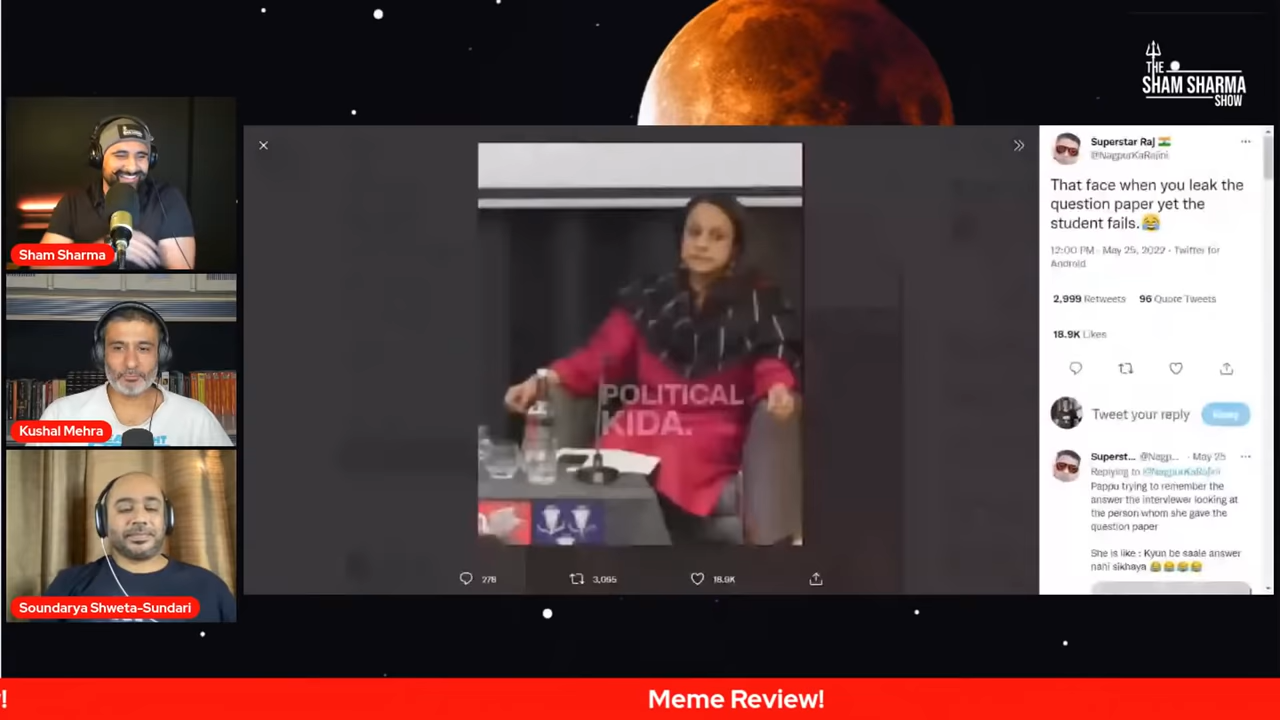 THE
SHAM SHARMA
SHOW
Sham Sharma
Kushal Mehra
Soundarya Shweta-Sundari
POLITICAL
KIDA.
278
3,095
18.9K
Superstar Raj 🇮🇳
@NagpurKaRajini
That face when you leak the
question paper yet the
student fails.😂
12:00 PM · May 25, 2022 · Twitter for
Android
2,999 Retweets 96 Quote Tweets
18.9K Likes
Tweet your reply
Reply
Superst... @Nagp... · May 25
Replying to @NagpurKaRajini
Pappu trying to remember the
answer the interviewer looking at
the person whom she gave the
question paper
She is like : Kyun be saale answer
nahi sikhaya 😂😂😂😂
!
Meme Review!